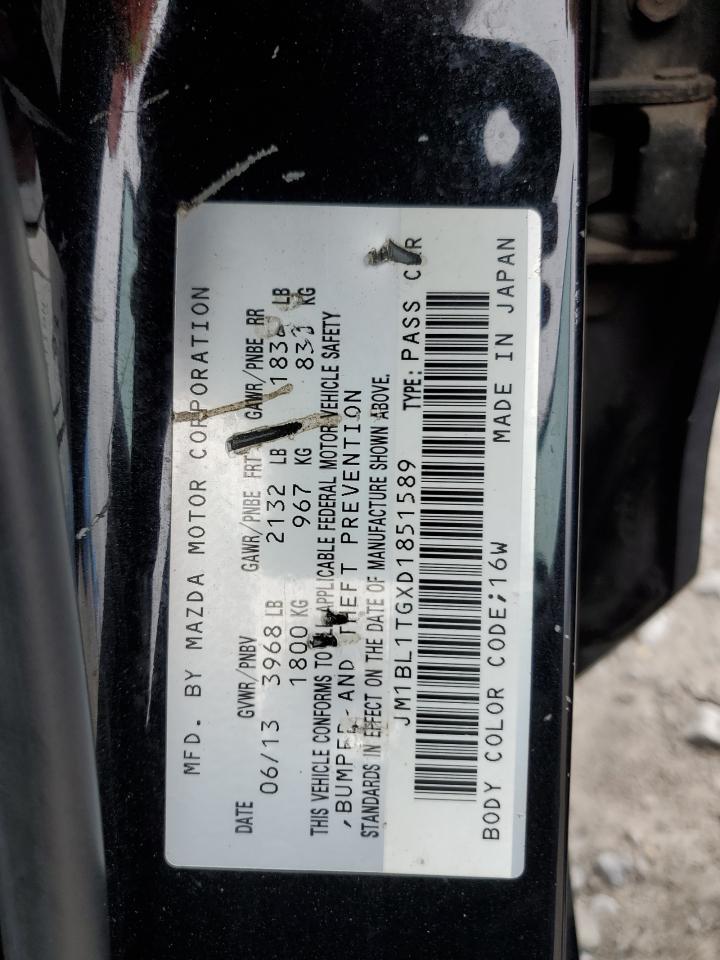 MFD. BY MAZDA MOTOR CORPORATION
DATE GVWR/PNBV GAWR/PNBE FRT GAWR/PNBE RR
06/13 3968 LB 2132 LB LB
1800 KG 967 KG KG
THIS VEHICLE CONFORMS TO ALL APPLICABLE FEDERAL MOTOR VEHICLE SAFETY
,BUMPER, AND THEFT PREVENTION
STANDARDS IN EFFECT ON THE DATE OF MANUFACTURE SHOWN ABOVE.
JM1BL1TGXD1851589 TYPE: PASS CAR
BODY COLOR CODE;16W MADE IN JAPAN